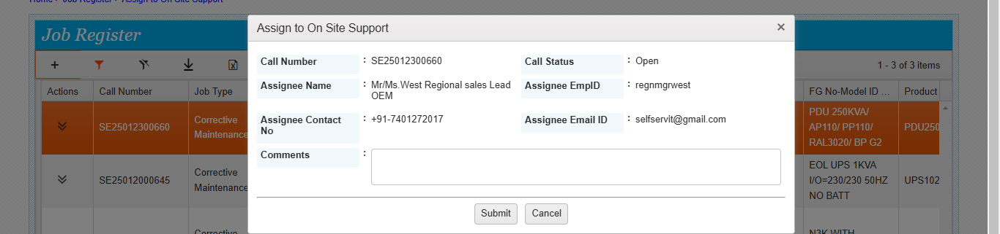 Home > Job Register > Assign to On Site Support
Job Register
Assign to On Site Support ×
Call Number : SE25012300660 Call Status : Open
Assignee Name : Mr/Ms.West Regional sales Lead
OEM
Assignee EmpID : regnmgrwest
Assignee Contact
No : +91-7401272017 Assignee Email ID : selfservit@gmail.com
Comments :
Submit Cancel
1 - 3 of 3 items
Actions Call Number Job Type FG No-Model ID ... Product
SE25012300660
Corrective
Maintenance
PDU 250KVA/
AP110/ PP110/
RAL3020/ BP G2
PDU250
SE25012000645
Corrective
Maintenance
EOL UPS 1KVA
I/O=230/230 50HZ
NO BATT
UPS102
Corrective
N3K WITH